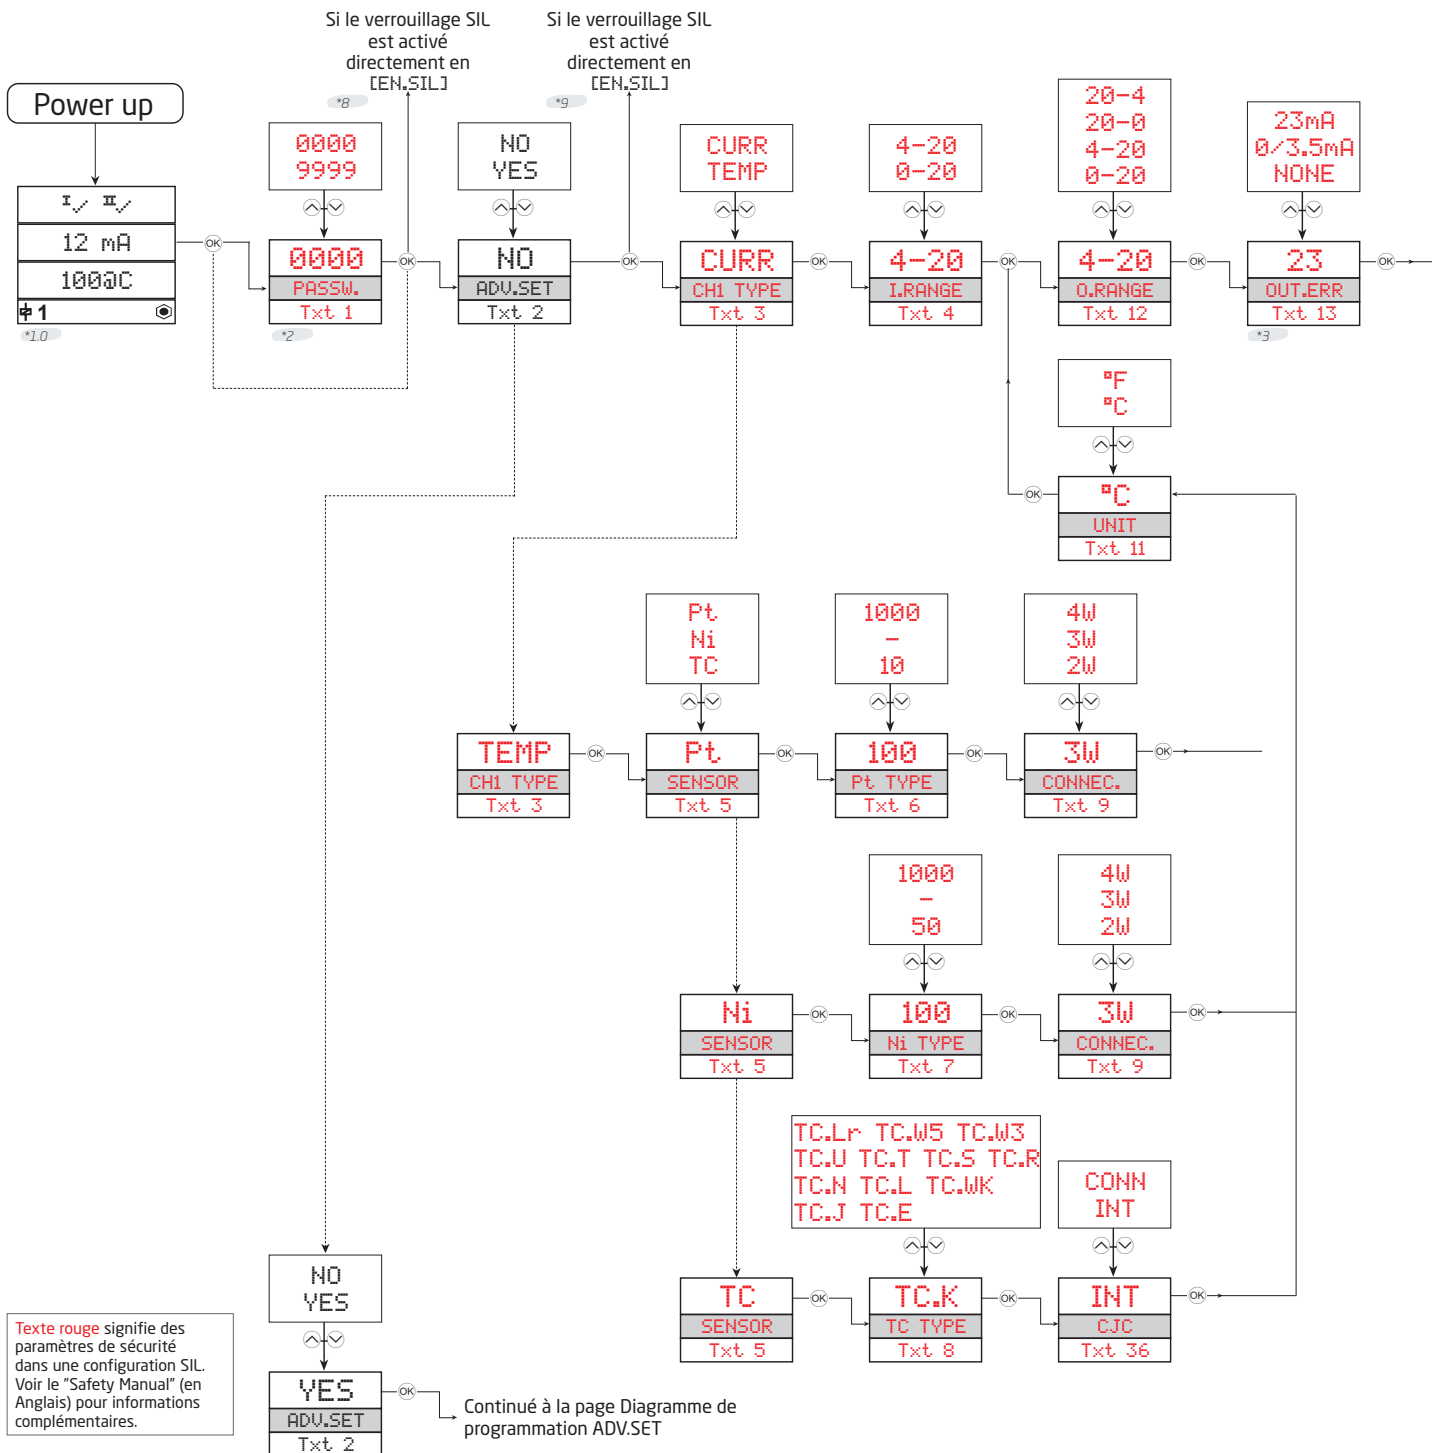 Si le verrouillage SIL
est activé
directement en
[EN.SIL]
Si le verrouillage SIL
est activé
directement en
[EN.SIL]
Power up
*8
*9
0000
9999
NO
YES
CURR
TEMP
4-20
0-20
20-4
20-0
4-20
0-20
23mA
0/3.5mA
NONE
I II
12 mA
100@C
1
*1.0
OK
0000
PASSW.
Txt 1
*2
OK
NO
ADV.SET
Txt 2
OK
CURR
CH1 TYPE
Txt 3
OK
4-20
I.RANGE
Txt 4
OK
4-20
O.RANGE
Txt 12
OK
23
OUT.ERR
Txt 13
*3
OK
°F
°C
OK
°C
UNIT
Txt 11
Pt
Ni
TC
1000
-
10
4W
3W
2W
TEMP
CH1 TYPE
Txt 3
OK
Pt
SENSOR
Txt 5
OK
100
Pt TYPE
Txt 6
OK
3W
CONNEC.
Txt 9
OK
1000
-
50
4W
3W
2W
Ni
SENSOR
Txt 5
OK
100
Ni TYPE
Txt 7
OK
3W
CONNEC.
Txt 9
OK
TC.Lr TC.W5 TC.W3
TC.U TC.T TC.S TC.R
TC.N TC.L TC.WK
TC.J TC.E
CONN
INT
TC
SENSOR
Txt 5
OK
TC.K
TC TYPE
Txt 8
OK
INT
CJC
Txt 36
OK
NO
YES
YES
ADV.SET
Txt 2
OK
Continué à la page Diagramme de
programmation ADV.SET
Texte rouge signifie des
paramètres de sécurité
dans une configuration SIL.
Voir le "Safety Manual" (en
Anglais) pour informations
complémentaires.